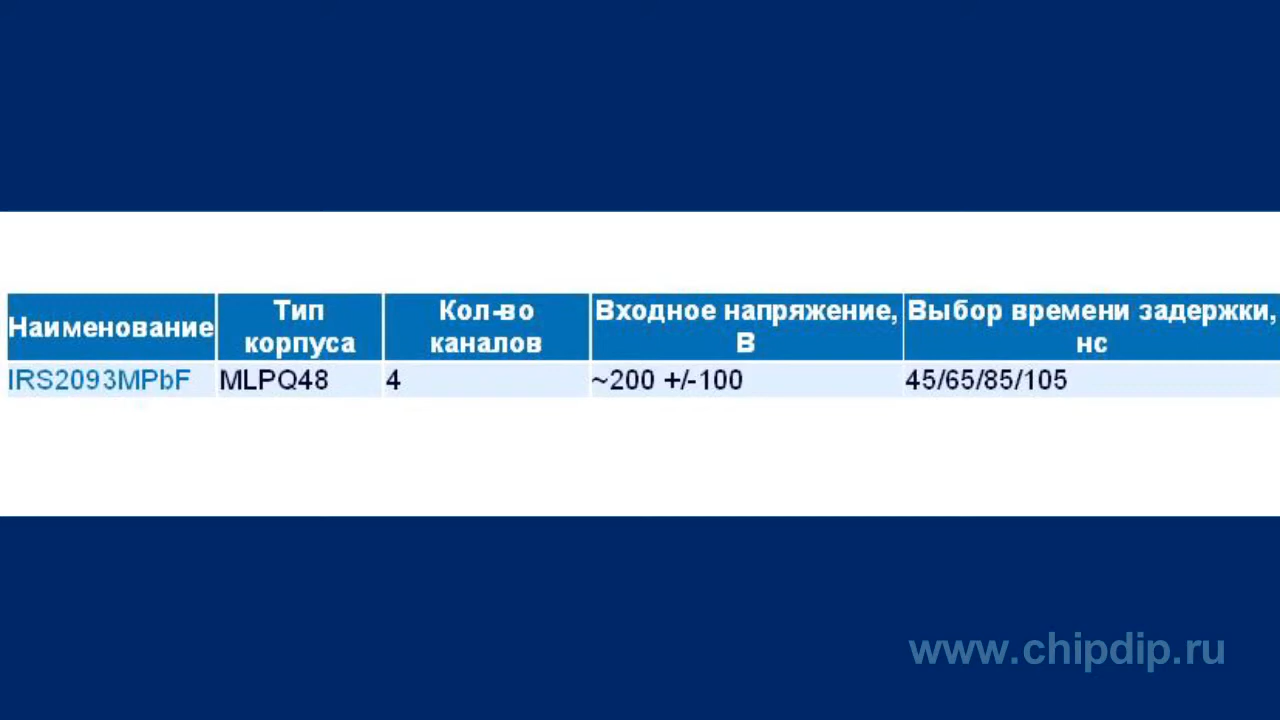 Наименование
Тип корпуса
Кол-во каналов
Входное напряжение, В
Выбор времени задержки, нс
IRS2093MPbF MLPQ48 4 ~200 +/-100 45/65/85/105
www.chipdip.ru